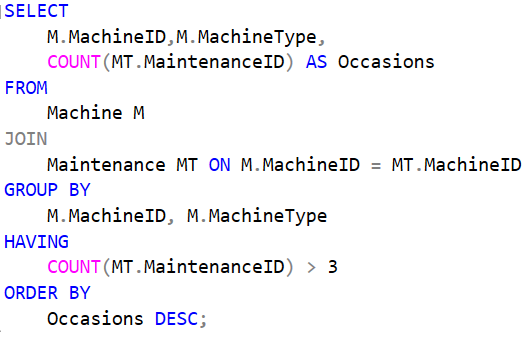 SELECT
M.MachineID,M.MachineType,
COUNT(MT.MaintenanceID) AS Occasions
FROM
Machine M
JOIN
Maintenance MT ON M.MachineID = MT.MachineID
GROUP BY
M.MachineID, M.MachineType
HAVING
COUNT(MT.MaintenanceID) > 3
ORDER BY
Occasions DESC;